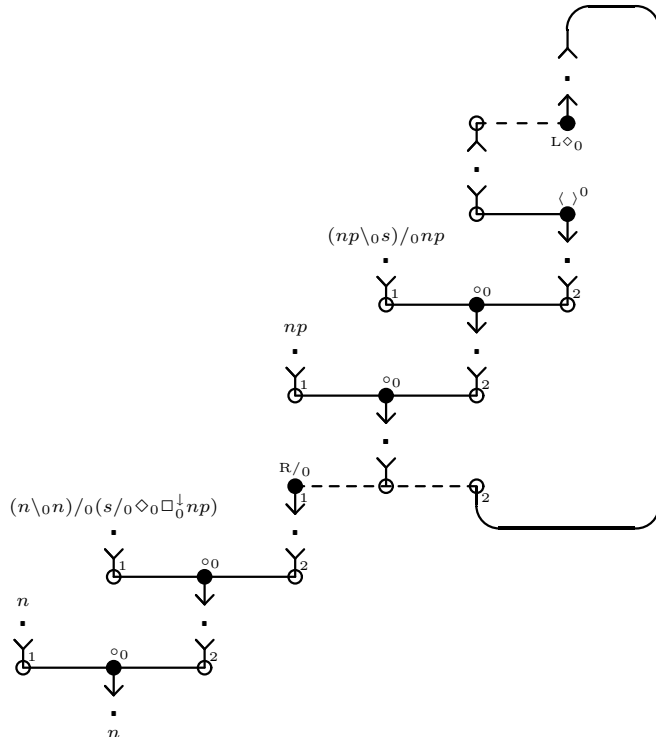 L◇₀
⟨ ⟩⁰
(np\₀s)/₀np
1 ∘₀ 2
np
1 ∘₀ 2
R/₀
1 2
(n\₀n)/₀(s/₀◇₀□↓₀np)
1 ∘₀ 2
n
1 ∘₀ 2
n